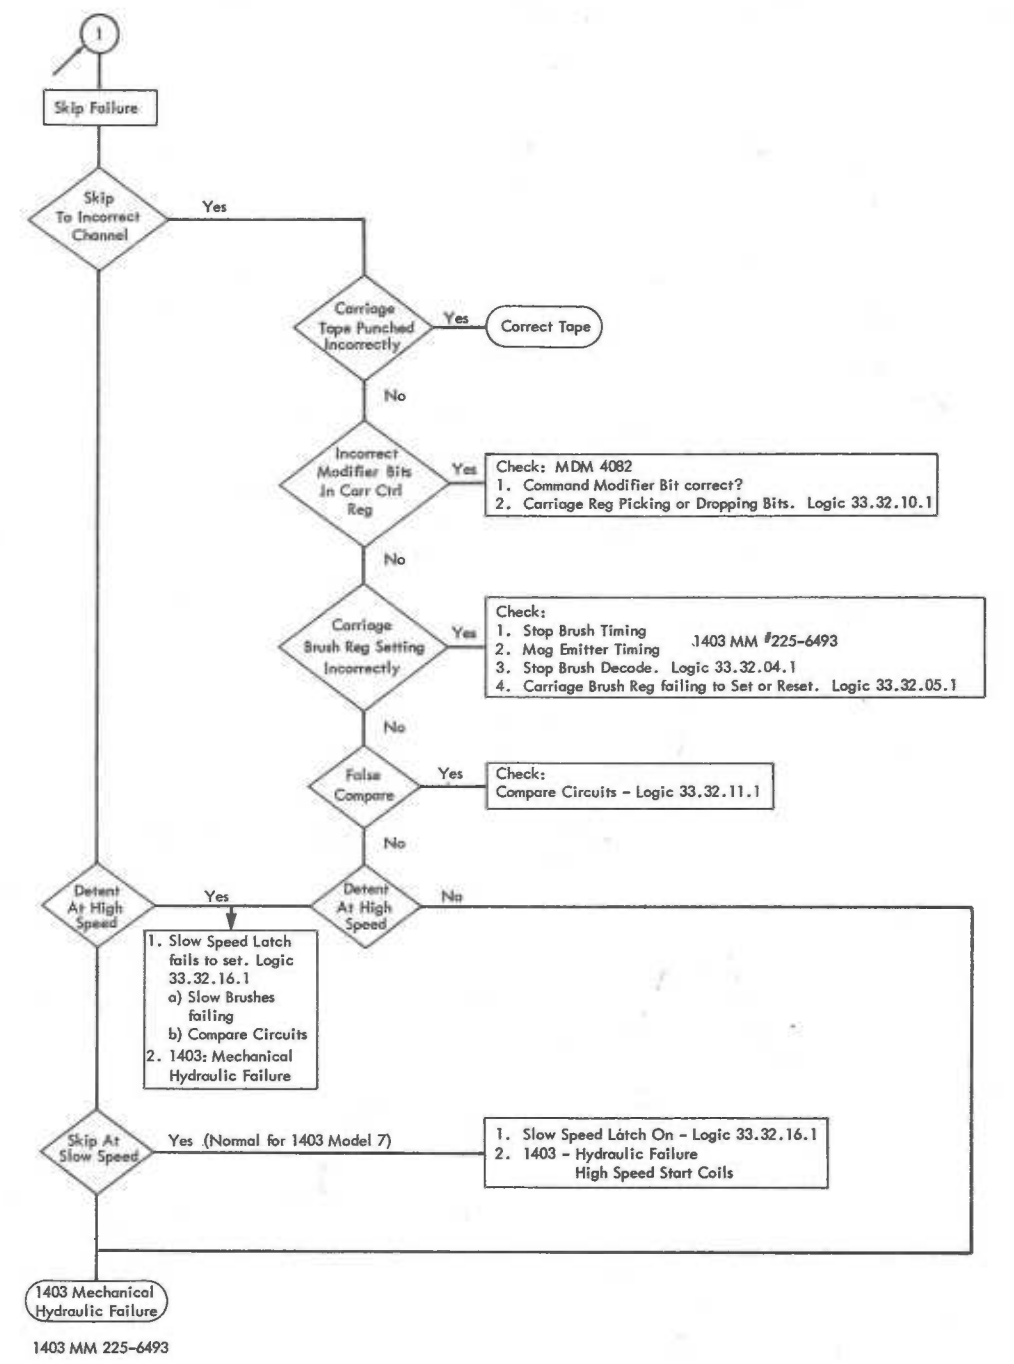 1
Skip Failure
Skip
To Incorrect
Channel
Yes
Carriage
Tape Punched
Incorrectly
Yes
Correct Tape
No
Incorrect
Modifier Bits
In Carr Ctrl
Reg
Yes
Check: MDM 4082
1. Command Modifier Bit correct?
2. Carriage Reg Picking or Dropping Bits. Logic 33.32.10.1
No
Carriage
Brush Reg Setting
Incorrectly
Yes
Check:
1. Stop Brush Timing
2. Mag Emitter Timing
1403 MM #225-6493
3. Stop Brush Decode. Logic 33.32.04.1
4. Carriage Brush Reg failing to Set or Reset. Logic 33.32.05.1
No
False
Compare
Yes
Check:
Compare Circuits - Logic 33.32.11.1
No
Detent
At High
Speed
Yes
Detent
At High
Speed
No
1. Slow Speed Latch
fails to set. Logic
33.32.16.1
a) Slow Brushes
failing
b) Compare Circuits
2. 1403: Mechanical
Hydraulic Failure
Skip At
Slow Speed
Yes (Normal for 1403 Model 7)
1. Slow Speed Latch On - Logic 33.32.16.1
2. 1403 - Hydraulic Failure
High Speed Start Coils
1403 Mechanical
Hydraulic Failure
1403 MM 225-6493